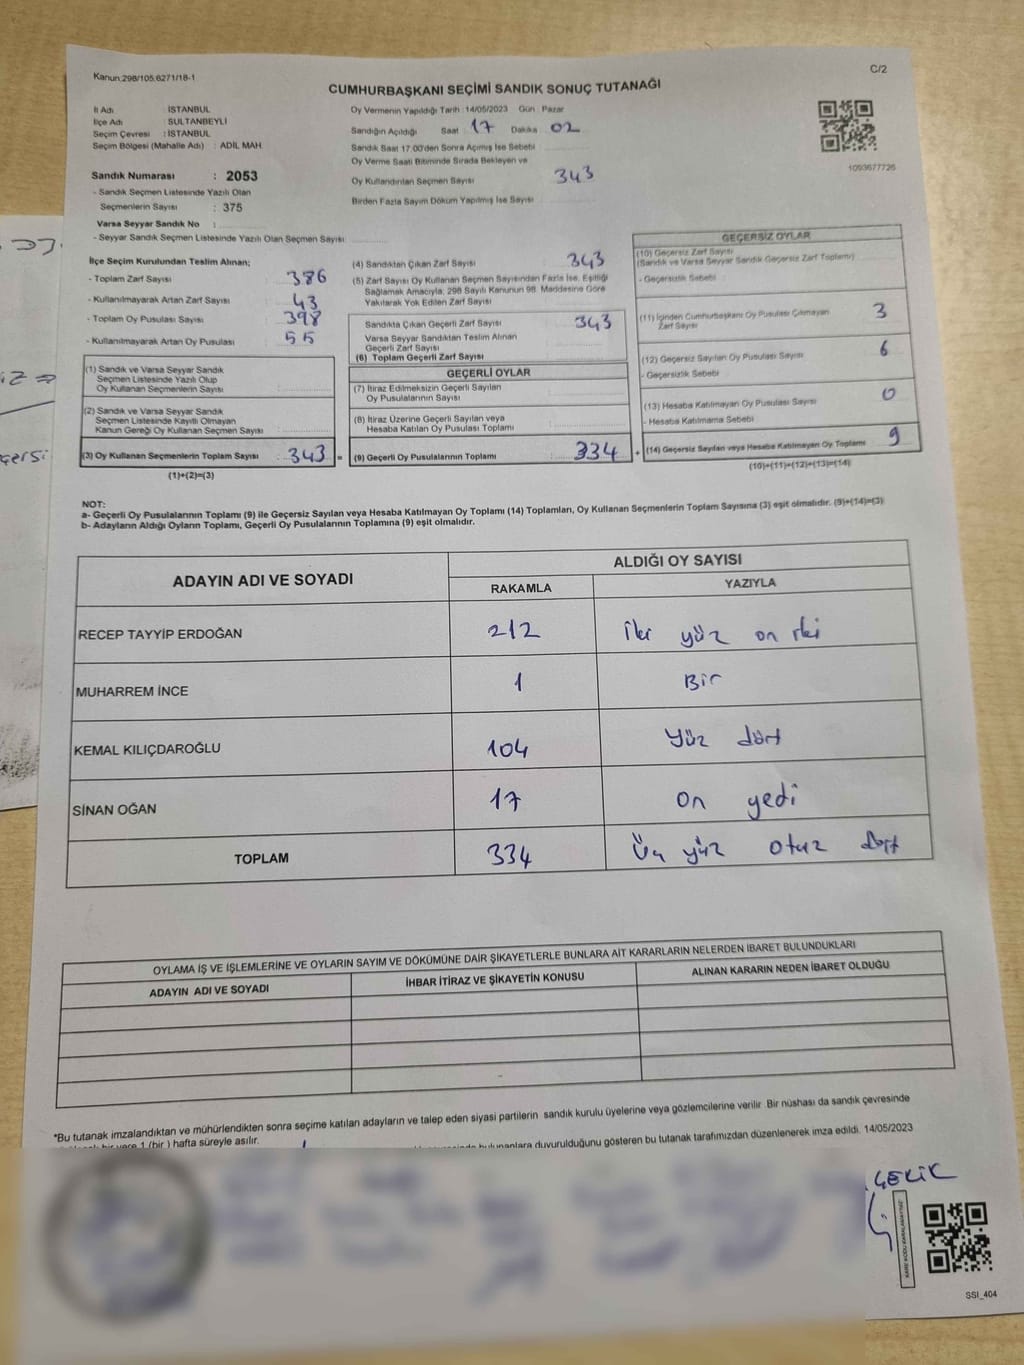 Kanun.298/105,6271/18-1
C/2
CUMHURBAŞKANI SEÇİMİ SANDIK SONUÇ TUTANAĞI
İl Adı : İSTANBUL
İlçe Adı : SULTANBEYLİ
Seçim Çevresi : İSTANBUL
Seçim Bölgesi (Mahalle Adı) : ADİL MAH.
Oy Vermenin Yapıldığı Tarih :14/05/2023 Gün : Pazar
Sandığın Açıldığı Saat : 17 Dakika : 02
Sandık Saat 17:00'den Sonra Açımış İse Sebebi :
Oy Verme Saati Bitiminde Sırada Bekleyen ve
Oy Kullandırılan Seçmen Sayısı : 343
Birden Fazla Sayım Döküm Yapılmış İse Sayısı :
1093677726
Sandık Numarası : 2053
- Sandık Seçmen Listesinde Yazılı Olan
Seçmenlerin Sayısı : 375
Varsa Seyyar Sandık No :
- Seyyar Sandık Seçmen Listesinde Yazılı Olan Seçmen Sayısı:
İlçe Seçim Kurulundan Teslim Alınan;
- Toplam Zarf Sayısı : 386
- Kullanılmayarak Artan Zarf Sayısı : 43
- Toplam Oy Pusulası Sayısı : 398
- Kullanılmayarak Artan Oy Pusulası : 55
(1) Sandık ve Varsa Seyyar Sandık
Seçmen Listesinde Yazılı Olup
Oy Kullanan Seçmenlerin Sayısı :
(2) Sandık ve Varsa Seyyar Sandık
Seçmen Listesinde Kayıtlı Olmayan
Kanun Gereği Oy Kullanan Seçmen Sayısı :
(3) Oy Kullanan Seçmenlerin Toplam Sayısı : 343 =
(1)+(2)=(3)
(4) Sandıktan Çıkan Zarf Sayısı : 343
(5) Zarf Sayısı Oy Kullanan Seçmen Sayısından Fazla İse, Eşitliği
Sağlamak Amacıyla, 298 Sayılı Kanunun 98. Maddesine Göre
Yakılarak Yok Edilen Zarf Sayısı
Sandıkta Çıkan Geçerli Zarf Sayısı : 343
Varsa Seyyar Sandıktan Teslim Alınan
Geçerli Zarf Sayısı
(6) Toplam Geçerli Zarf Sayısı :
GEÇERLİ OYLAR
(7) İtiraz Edilmeksizin Geçerli Sayılan
Oy Pusulalarının Sayısı :
(8) İtiraz Üzerine Geçerli Sayılan veya
Hesaba Katılan Oy Pusulası Toplamı :
(9) Geçerli Oy Pusulalarının Toplamı : 334 +
GEÇERSİZ OYLAR
(10) Geçersiz Zarf Sayısı
(Sandık ve Varsa Seyyar Sandık Geçersiz Zarf Toplamı)
- Geçersizlik Sebebi :
(11) İçinden Cumhurbaşkanı Oy Pusulası Çıkmayan
Zarf Sayısı : 3
(12) Geçersiz Sayılan Oy Pusulası Sayısı : 6
- Geçersizlik Sebebi :
(13) Hesaba Katılmayan Oy Pusulası Sayısı : 0
- Hesaba Katılmama Sebebi :
(14) Geçersiz Sayılan veya Hesaba Katılmayan Oy Toplamı : 9
(10)+(11)+(12)+(13)=(14)
NOT:
a- Geçerli Oy Pusulalarının Toplamı (9) ile Geçersiz Sayılan veya Hesaba Katılmayan Oy Toplamı (14) Toplamları, Oy Kullanan Seçmenlerin Toplam Sayısına (3) eşit olmalıdır. (9)+(14)=(3)
b- Adayların Aldığı Oyların Toplamı, Geçerli Oy Pusulalarının Toplamına (9) eşit olmalıdır.
ADAYIN ADI VE SOYADI
ALDIĞI OY SAYISI
RAKAMLA YAZIYLA
RECEP TAYYİP ERDOĞAN 212 İki yüz on iki
MUHARREM İNCE 1 Bir
KEMAL KILIÇDAROĞLU 104 Yüz dört
SİNAN OĞAN 17 On yedi
TOPLAM 334 Üç yüz otuz dört
OYLAMA İŞ VE İŞLEMLERİNE VE OYLARIN SAYIM VE DÖKÜMÜNE DAİR ŞİKAYETLERLE BUNLARA AİT KARARLARIN NELERDEN İBARET BULUNDUKLARI
ADAYIN ADI VE SOYADI İHBAR İTİRAZ VE ŞİKAYETİN KONUSU ALINAN KARARIN NEDEN İBARET OLDUĞU
*Bu tutanak imzalandıktan ve mühürlendikten sonra seçime katılan adayların ve talep eden siyasi partilerin sandık kurulu üyelerine veya gözlemcilerine verilir. Bir nüshası da sandık çevresinde
bir yere 1 (bir) hafta süreyle asılır.
bulunanlara duyurulduğunu gösteren bu tutanak tarafımızdan düzenlenerek imza edildi. 14/05/2023
ÇELİK
KARE KODU KARALAMAYINIZ
SSI_404